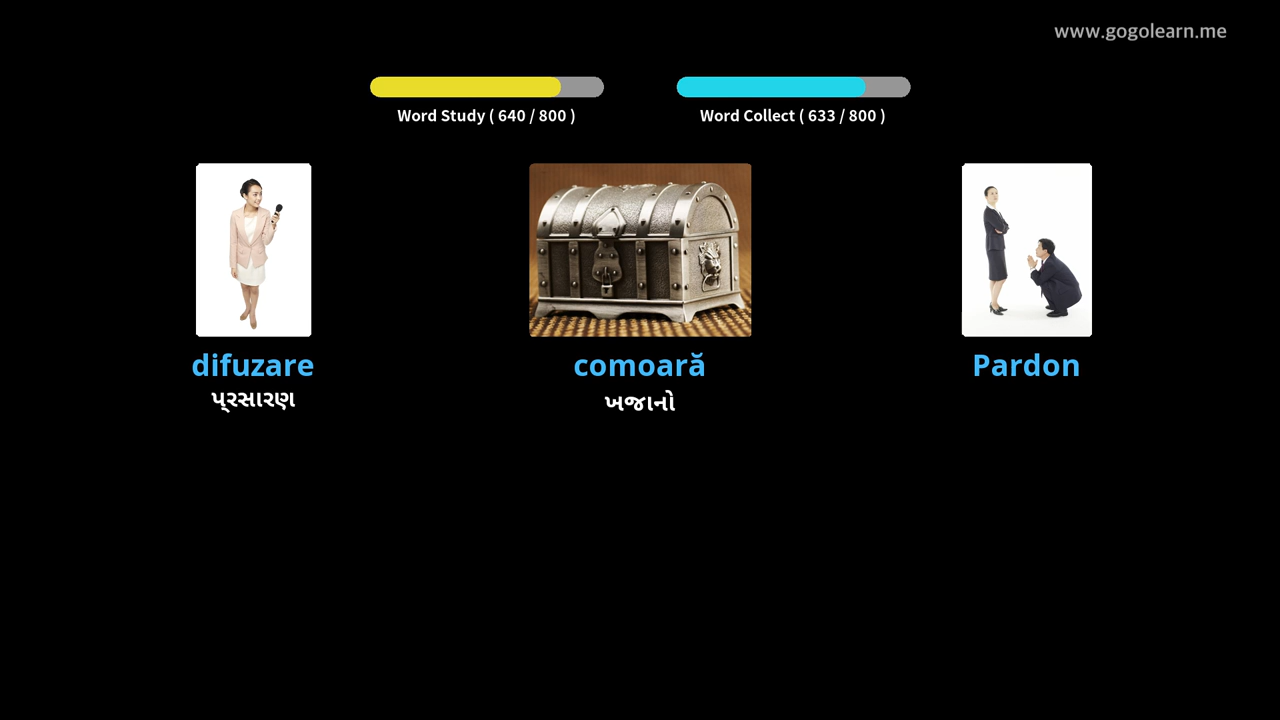 www.gogolearn.me
Word Study ( 640 / 800 )
Word Collect ( 633 / 800 )
difuzare
પ્રસારણ
comoară
ખજાનો
Pardon